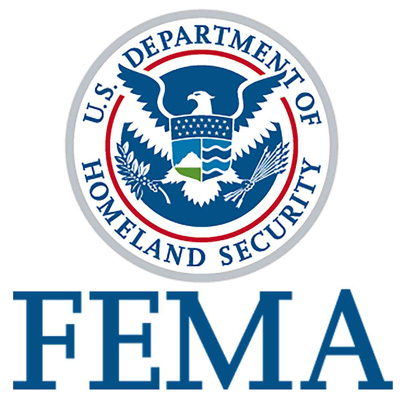 U.S. DEPARTMENT OF
HOMELAND SECURITY
FEMA